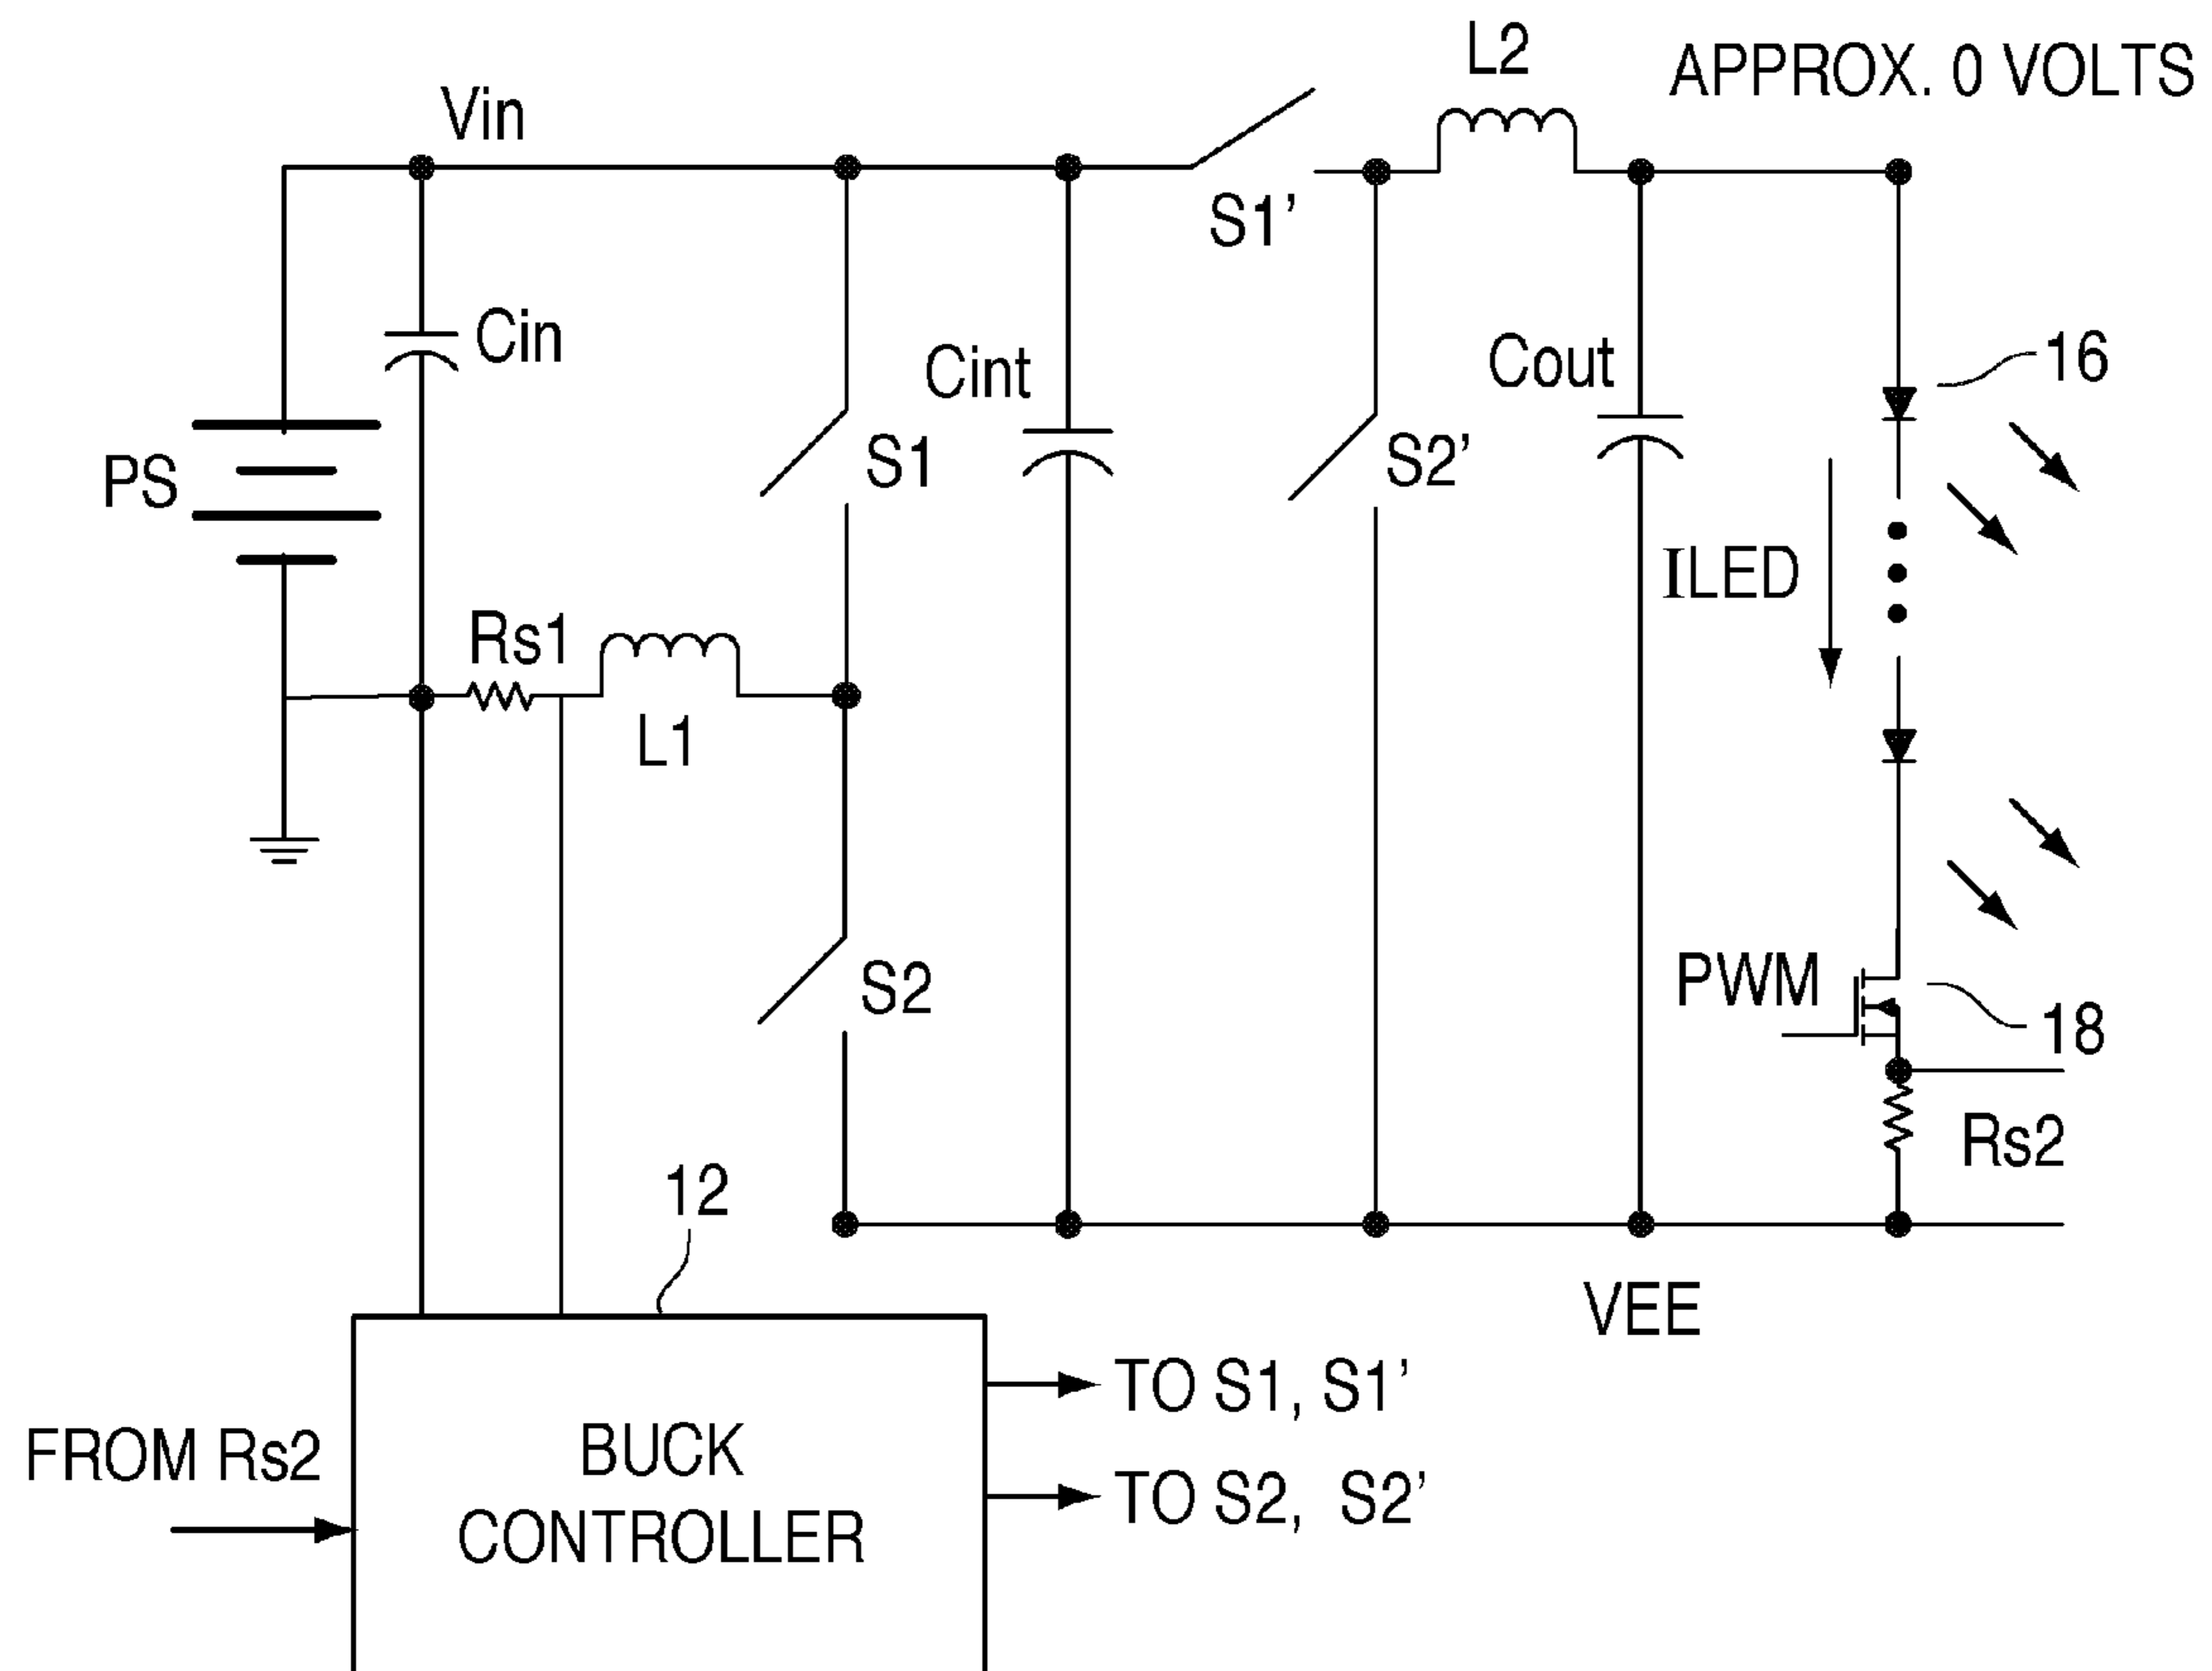 L2
APPROX. 0 VOLTS
Vin
S1’
Cin
Cint
Cout
16
PS
S1
S2’
ILED
Rs1
L1
PWM
S2
18
Rs2
12
VEE
TO S1, S1’
FROM Rs2
BUCK
CONTROLLER
TO S2, S2’